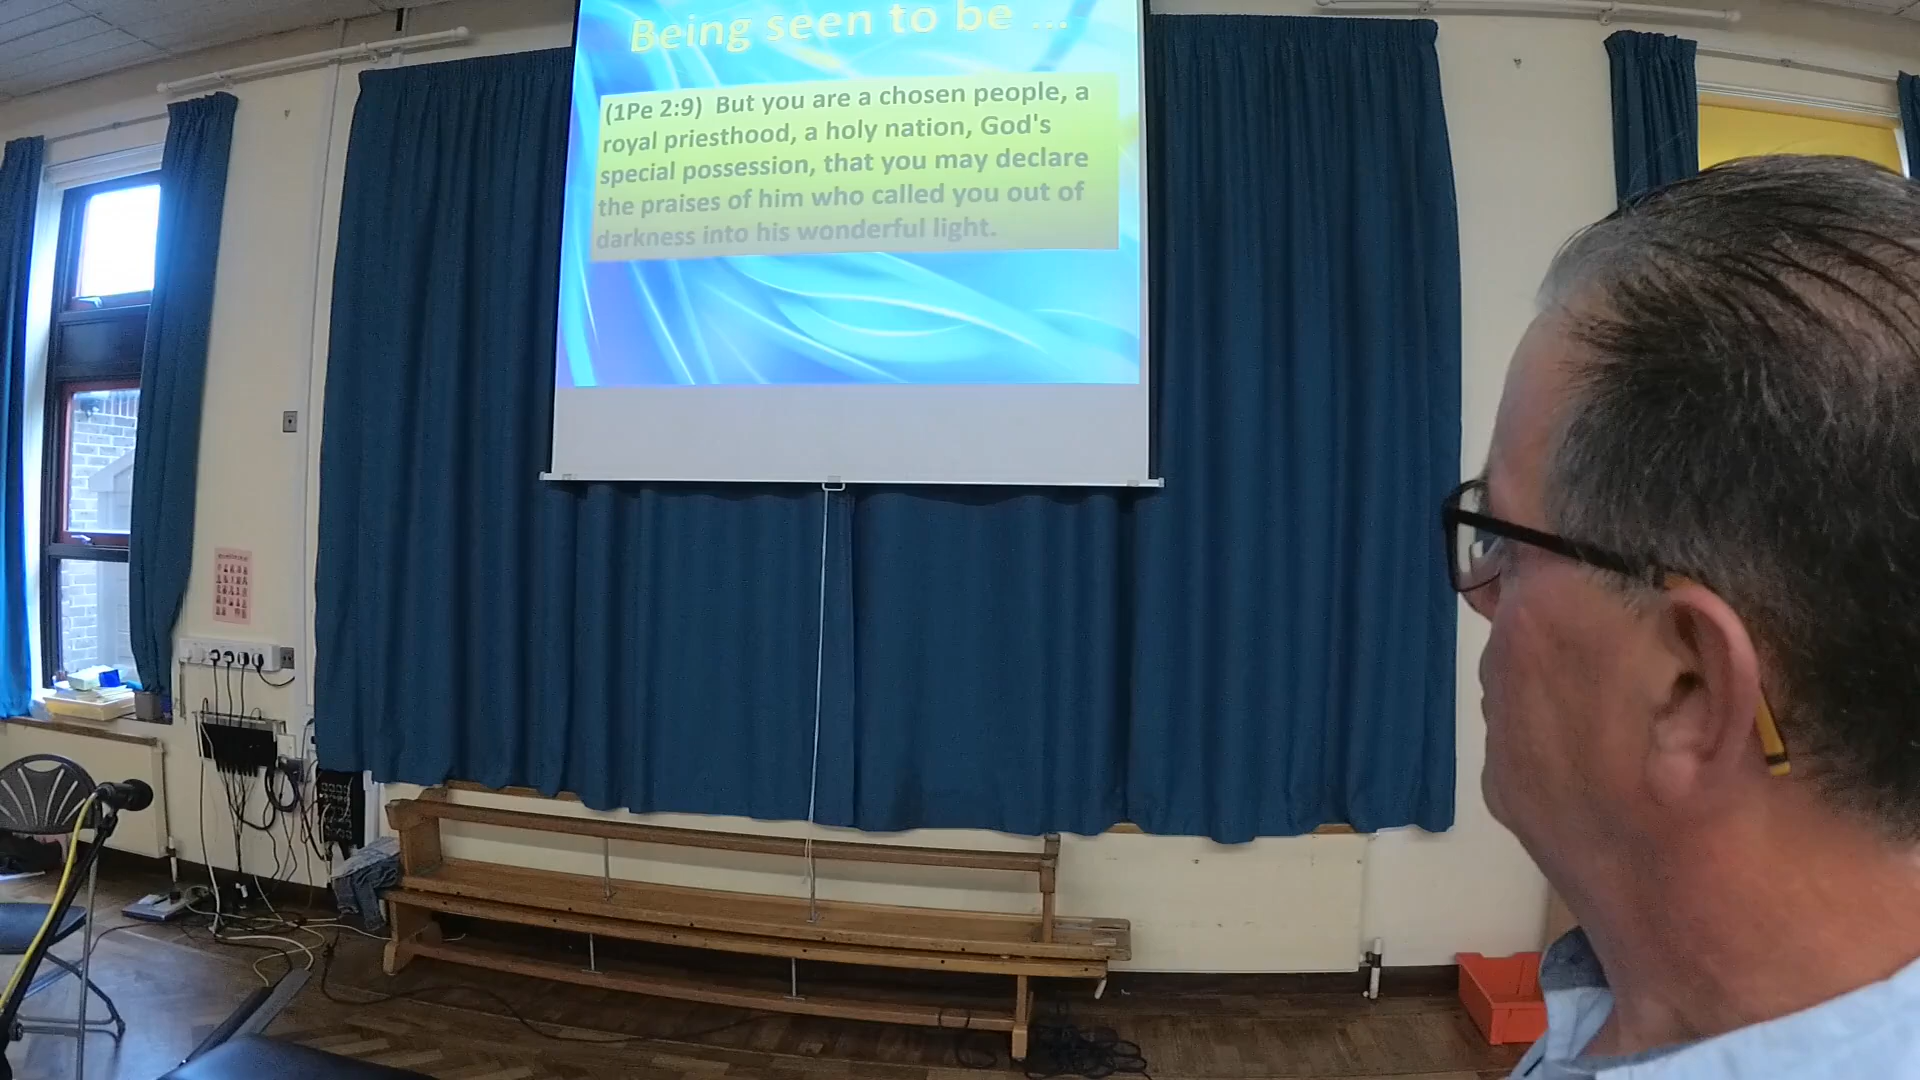 Being seen to be ...
(1Pe 2:9) But you are a chosen people, a
royal priesthood, a holy nation, God's
special possession, that you may declare
the praises of him who called you out of
darkness into his wonderful light.